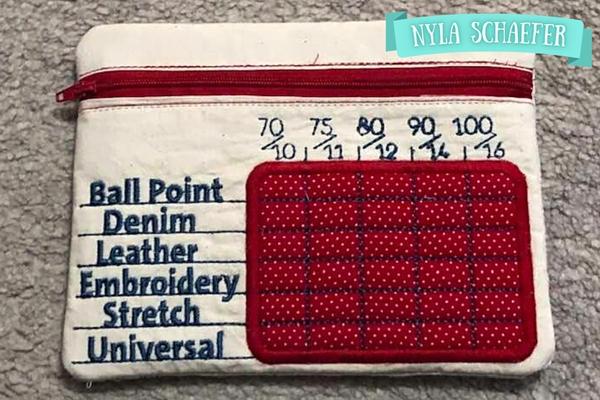 NYLA SCHAEFER
70/10 75/11 80/12 90/14 100/16
Ball Point
Denim
Leather
Embroidery
Stretch
Universal